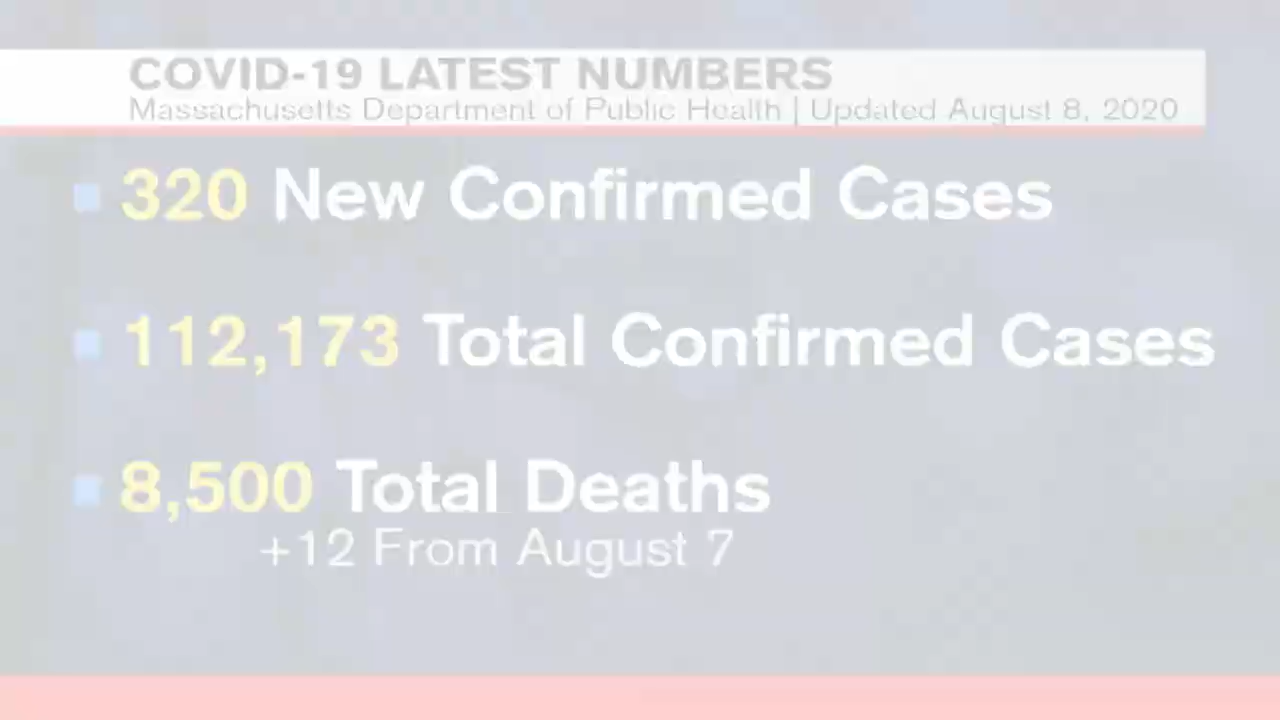 COVID-19 LATEST NUMBERS
Massachusetts Department of Public Health | Updated August 8, 2020
320 New Confirmed Cases
112,173 Total Confirmed Cases
8,500 Total Deaths
+12 From August 7